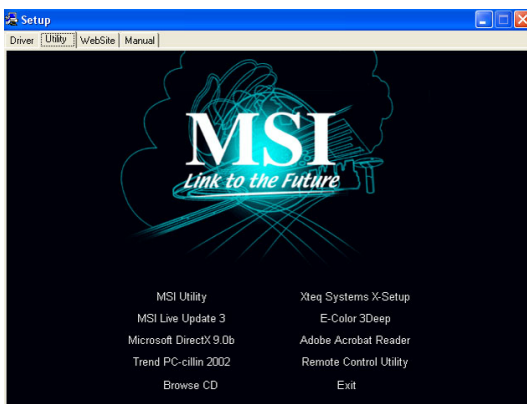 Setup
Driver Utility WebSite Manual
MSI
Link to the Future
MSI Utility Xteq Systems X-Setup
MSI Live Update 3 E-Color 3Deep
Microsoft DirectX 9.0b Adobe Acrobat Reader
Trend PC-cillin 2002 Remote Control Utility
Browse CD Exit